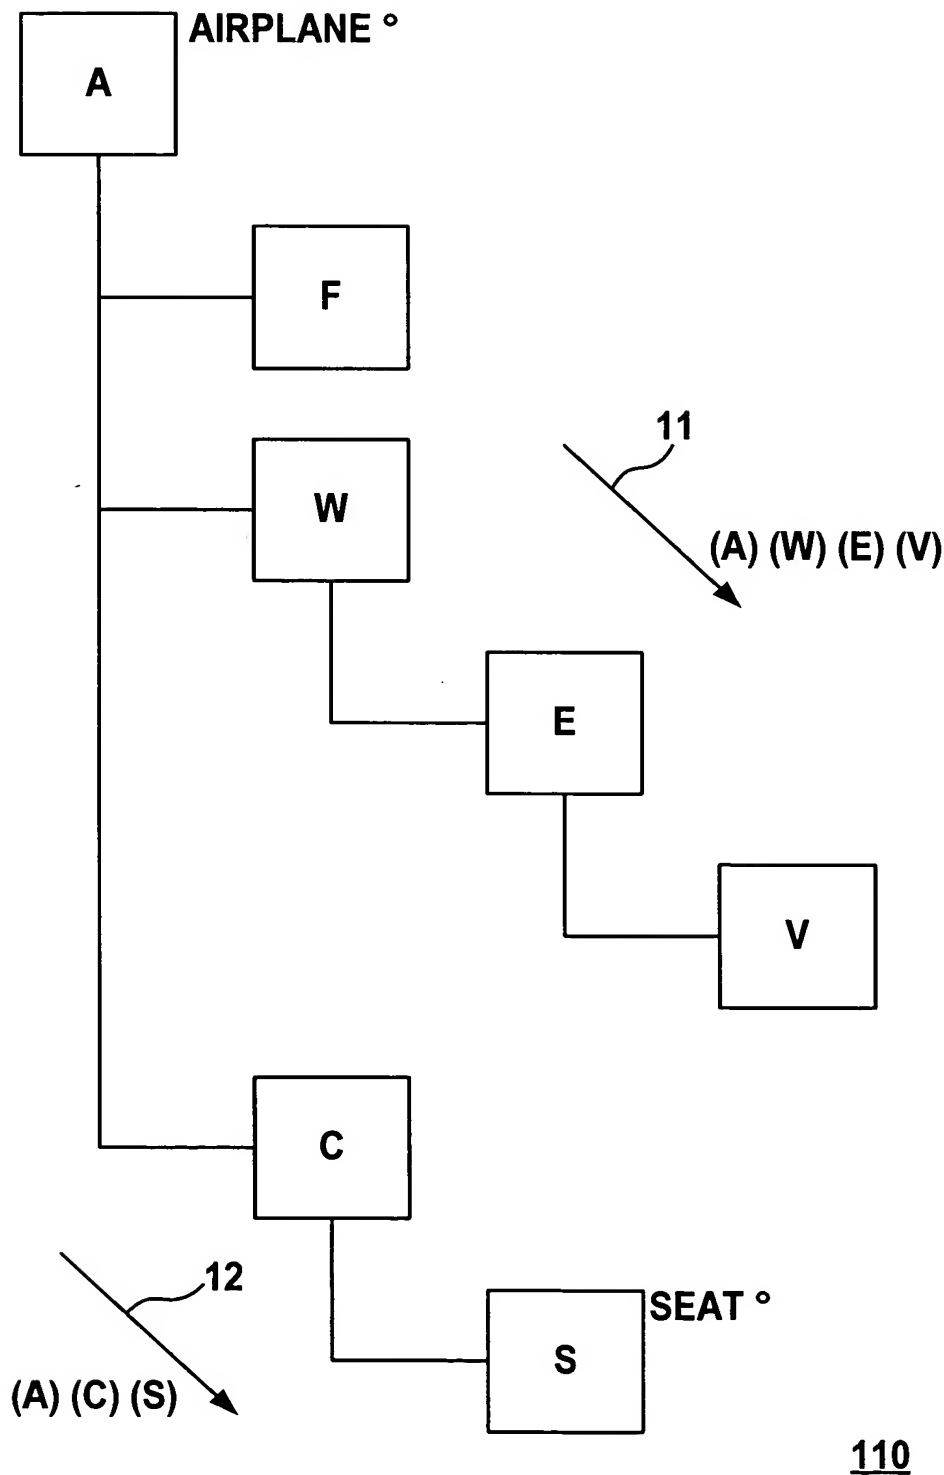 AIRPLANE °
A
F
11
W
(A) (W) (E) (V)
E
V
C
12
SEAT °
S
(A) (C) (S)
110